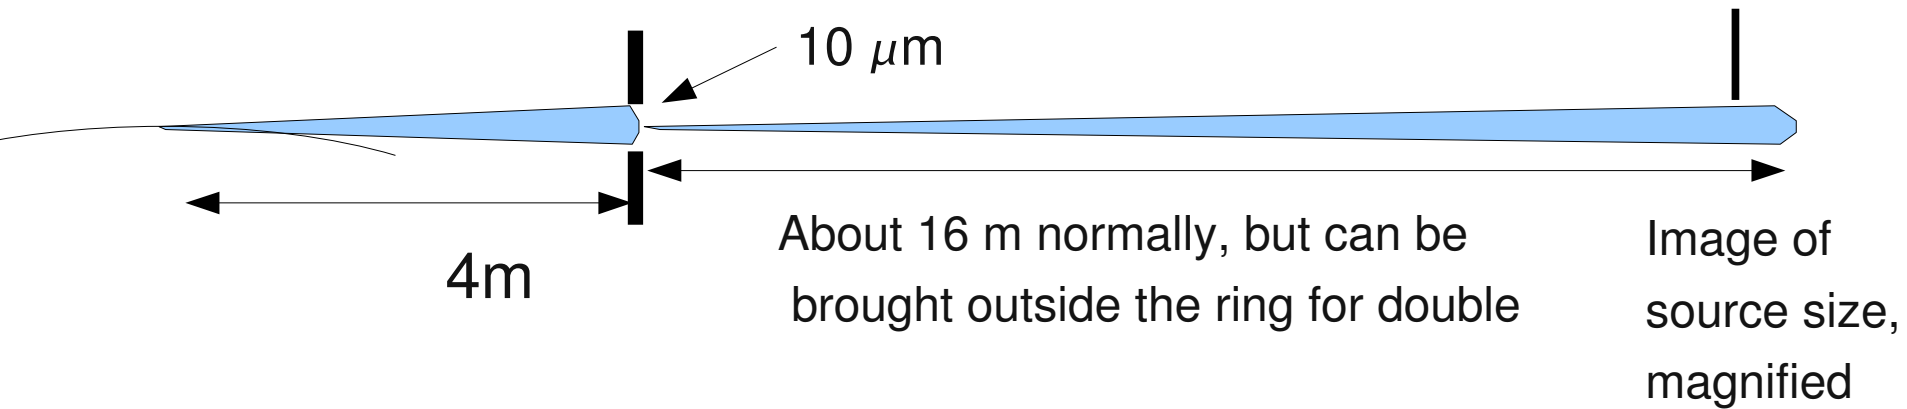 10 μm
4m
About 16 m normally, but can be
brought outside the ring for double
Image of
source size,
magnified